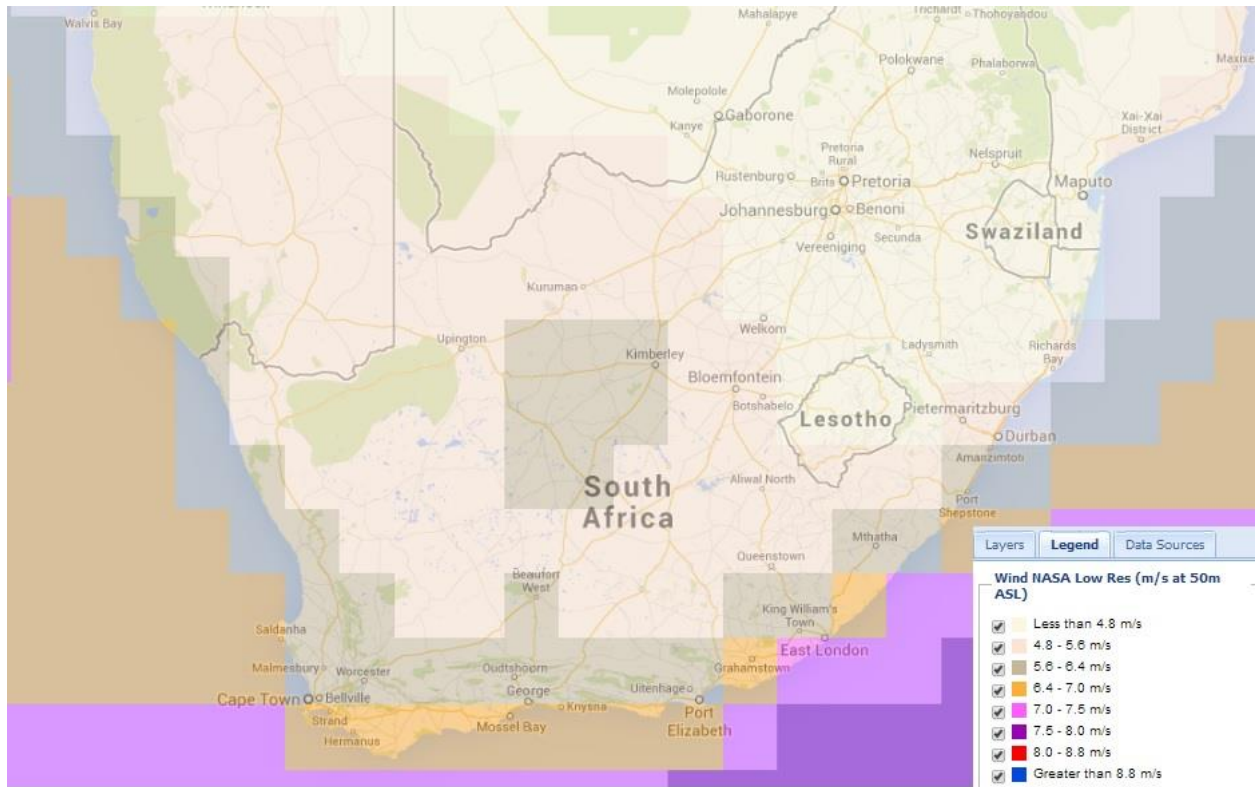 Walvis Bay
Mahalapye
Trichardt
Thohoyandou
Polokwane
Phalaborwa
Maxixe
Molepolole
Gaborone
Kanye
Xai-Xai
District
Pretoria
Rural
Nelspruit
Rustenburg
Brits
Pretoria
Maputo
Johannesburg
Benoni
Swaziland
Vereeniging
Secunda
Kuruman
Welkom
Upington
Kimberley
Ladysmith
Richards
Bay
Bloemfontein
Botshabelo
Lesotho
Pietermaritzburg
Durban
Amanzimtoti
South
Africa
Aliwal North
Port
Shepstone
Mthatha
Queenstown
Beaufort
West
King William's
Town
East London
Saldanha
Malmesbury
Worcester
Oudtshoorn
Grahamstown
Cape Town
Bellville
George
Uitenhage
Strand
Knysna
Port
Elizabeth
Mossel Bay
Hermanus
Layers
Legend
Data Sources
Wind NASA Low Res (m/s at 50m
ASL)
Less than 4.8 m/s
4.8 - 5.6 m/s
5.6 - 6.4 m/s
6.4 - 7.0 m/s
7.0 - 7.5 m/s
7.5 - 8.0 m/s
8.0 - 8.8 m/s
Greater than 8.8 m/s